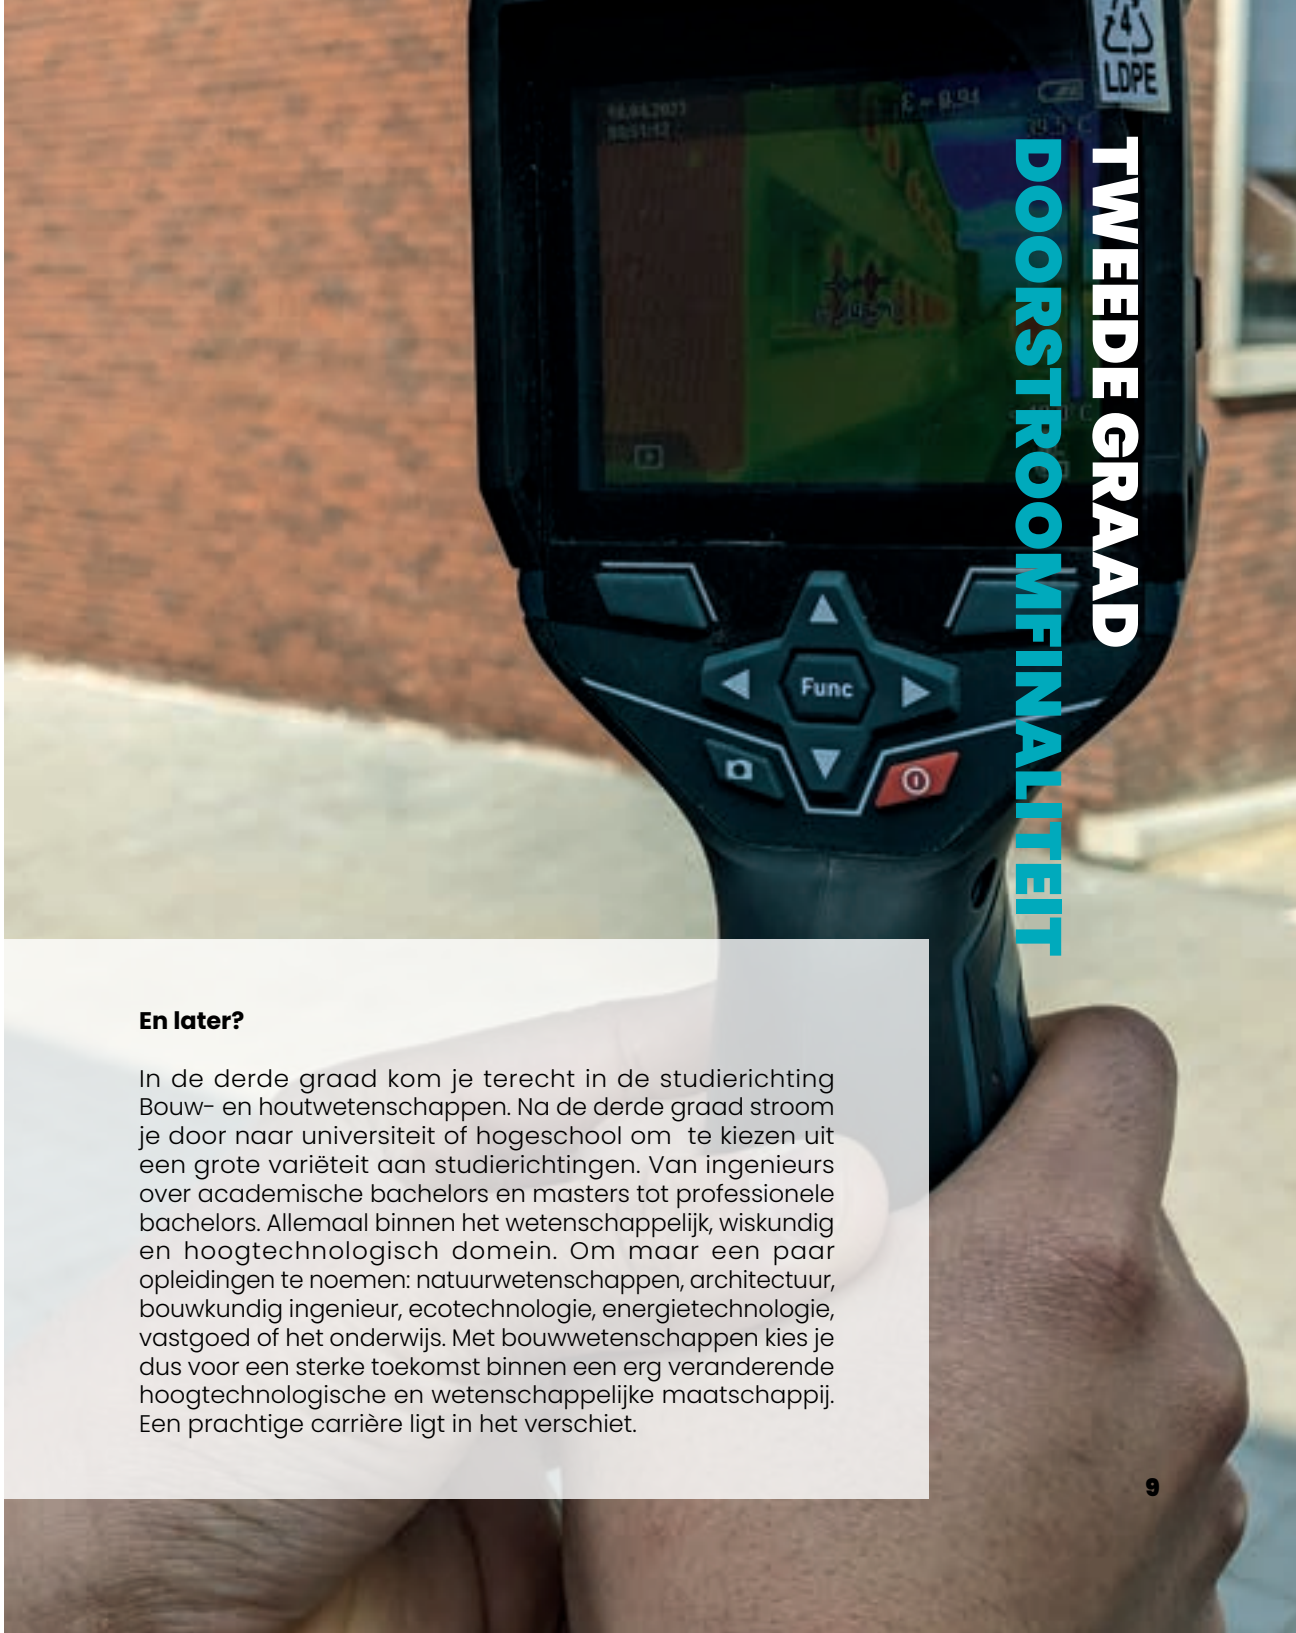 4
LDPE
TWEEDE GRAAD
DOORSTROOMFINALITEIT
Func
En later?
In de derde graad kom je terecht in de studierichting
Bouw- en houtwetenschappen. Na de derde graad stroom
je door naar universiteit of hogeschool om te kiezen uit
een grote variëteit aan studierichtingen. Van ingenieurs
over academische bachelors en masters tot professionele
bachelors. Allemaal binnen het wetenschappelijk, wiskundig
en hoogtechnologisch domein. Om maar een paar
opleidingen te noemen: natuurwetenschappen, architectuur,
bouwkundig ingenieur, ecotechnologie, energietechnologie,
vastgoed of het onderwijs. Met bouwwetenschappen kies je
dus voor een sterke toekomst binnen een erg veranderende
hoogtechnologische en wetenschappelijke maatschappij.
Een prachtige carrière ligt in het verschiet.
9